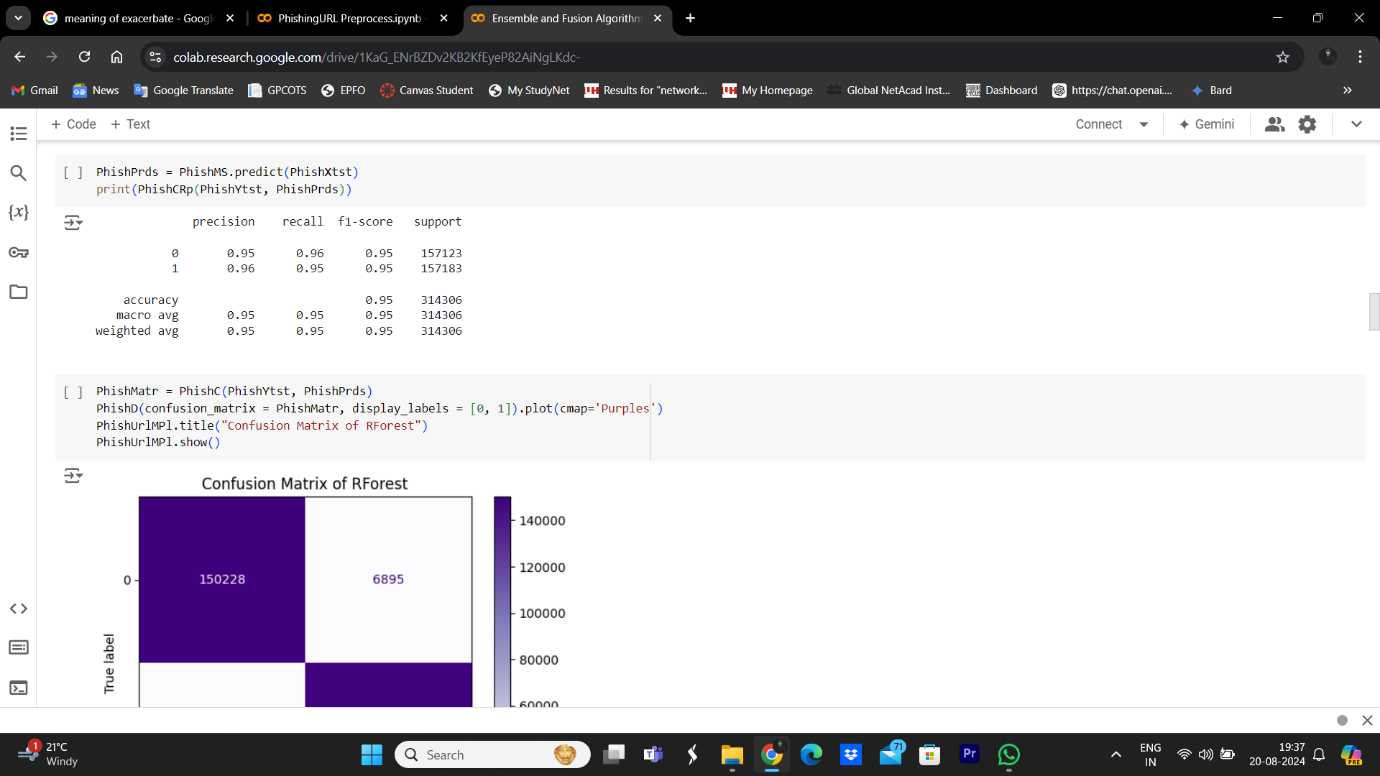 meaning of exacerbate - Googl
PhishingURL Preprocess.ipynb
Ensemble and Fusion Algorithm
colab.research.google.com/drive/1KaG_ENrBZDv2KB2KfEyeP82AiNgLKdc-
Gmail News Google Translate GPCOTS EPFO Canvas Student My StudyNet Results for "network... My Homepage Global NetAcad Inst... Dashboard https://chat.openai.... Bard
+ Code + Text Connect Gemini
[ ] PhishPrds = PhishMS.predict(PhishXtst)
print(PhishCRp(PhishYtst, PhishPrds))
precision recall f1-score support
0 0.95 0.96 0.95 157123
1 0.96 0.95 0.95 157183
accuracy 0.95 314306
macro avg 0.95 0.95 0.95 314306
weighted avg 0.95 0.95 0.95 314306
[ ] PhishMatr = PhishC(PhishYtst, PhishPrds)
PhishD(confusion_matrix = PhishMatr, display_labels = [0, 1]).plot(cmap='Purples')
PhishUrlMPl.title("Confusion Matrix of RForest")
PhishUrlMPl.show()
Confusion Matrix of RForest
140000
120000
100000
80000
60000
0 150228 6895
True label
1 21°C
Windy
Search
71
Pr
ENG
IN
19:37
20-08-2024
PRE